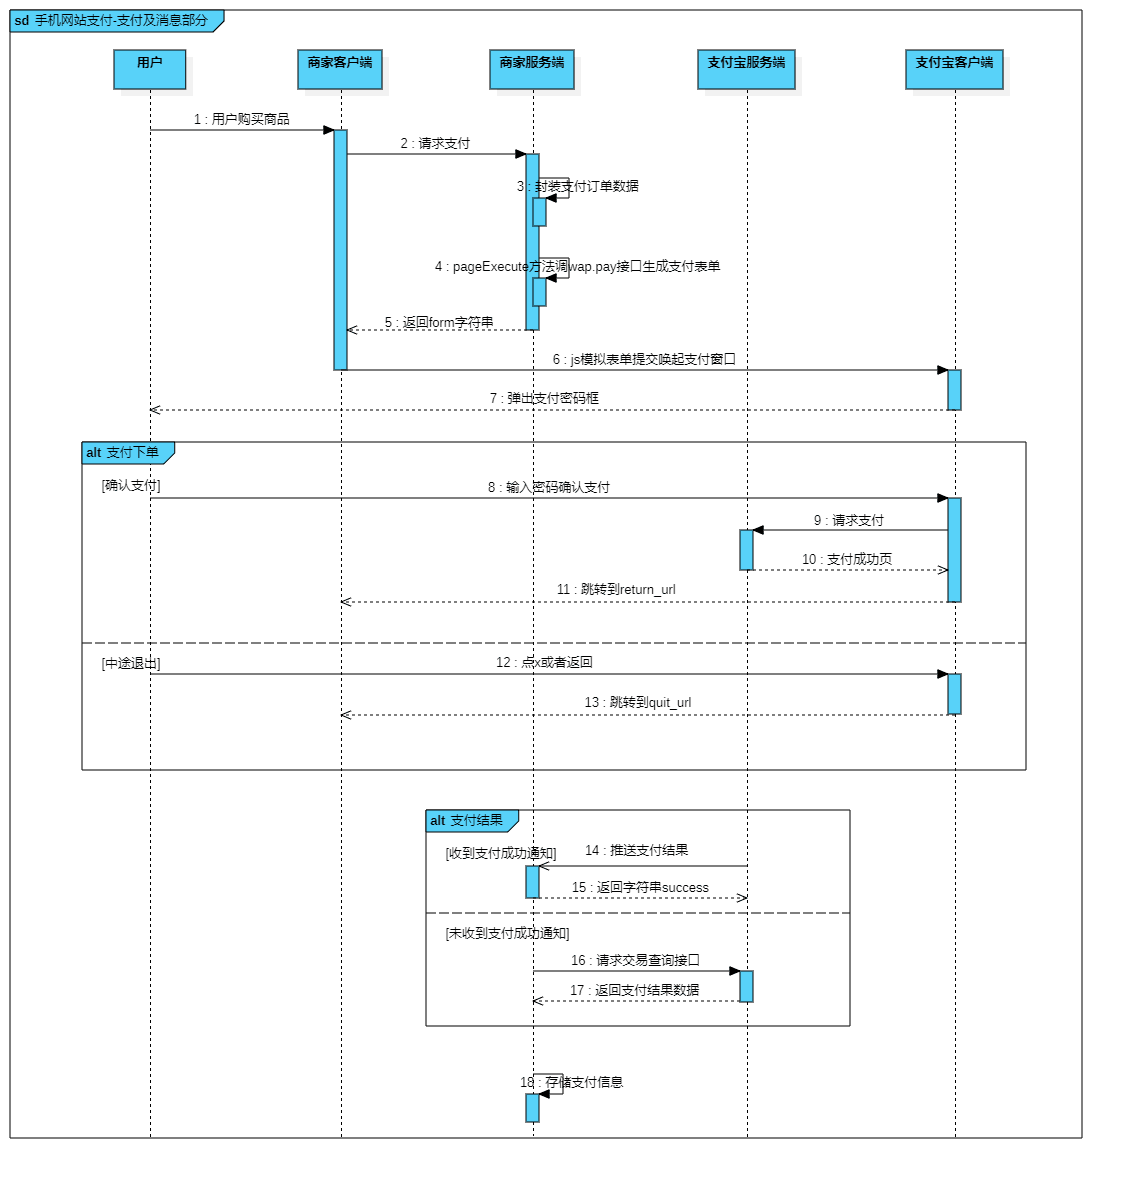 sd 手机网站支付-支付及消息部分
用户
商家客户端
商家服务端
支付宝服务端
支付宝客户端
1 : 用户购买商品
2 : 请求支付
3 : 封装支付订单数据
4 : pageExecute方法调wap.pay接口生成支付表单
5 : 返回form字符串
6 : js模拟表单提交唤起支付窗口
7 : 弹出支付密码框
alt 支付下单
[确认支付]
8 : 输入密码确认支付
9 : 请求支付
10 : 支付成功页
11 : 跳转到return_url
[中途退出]
12 : 点x或者返回
13 : 跳转到quit_url
alt 支付结果
[收到支付成功通知]
14 : 推送支付结果
15 : 返回字符串success
[未收到支付成功通知]
16 : 请求交易查询接口
17 : 返回支付结果数据
18 : 存储支付信息